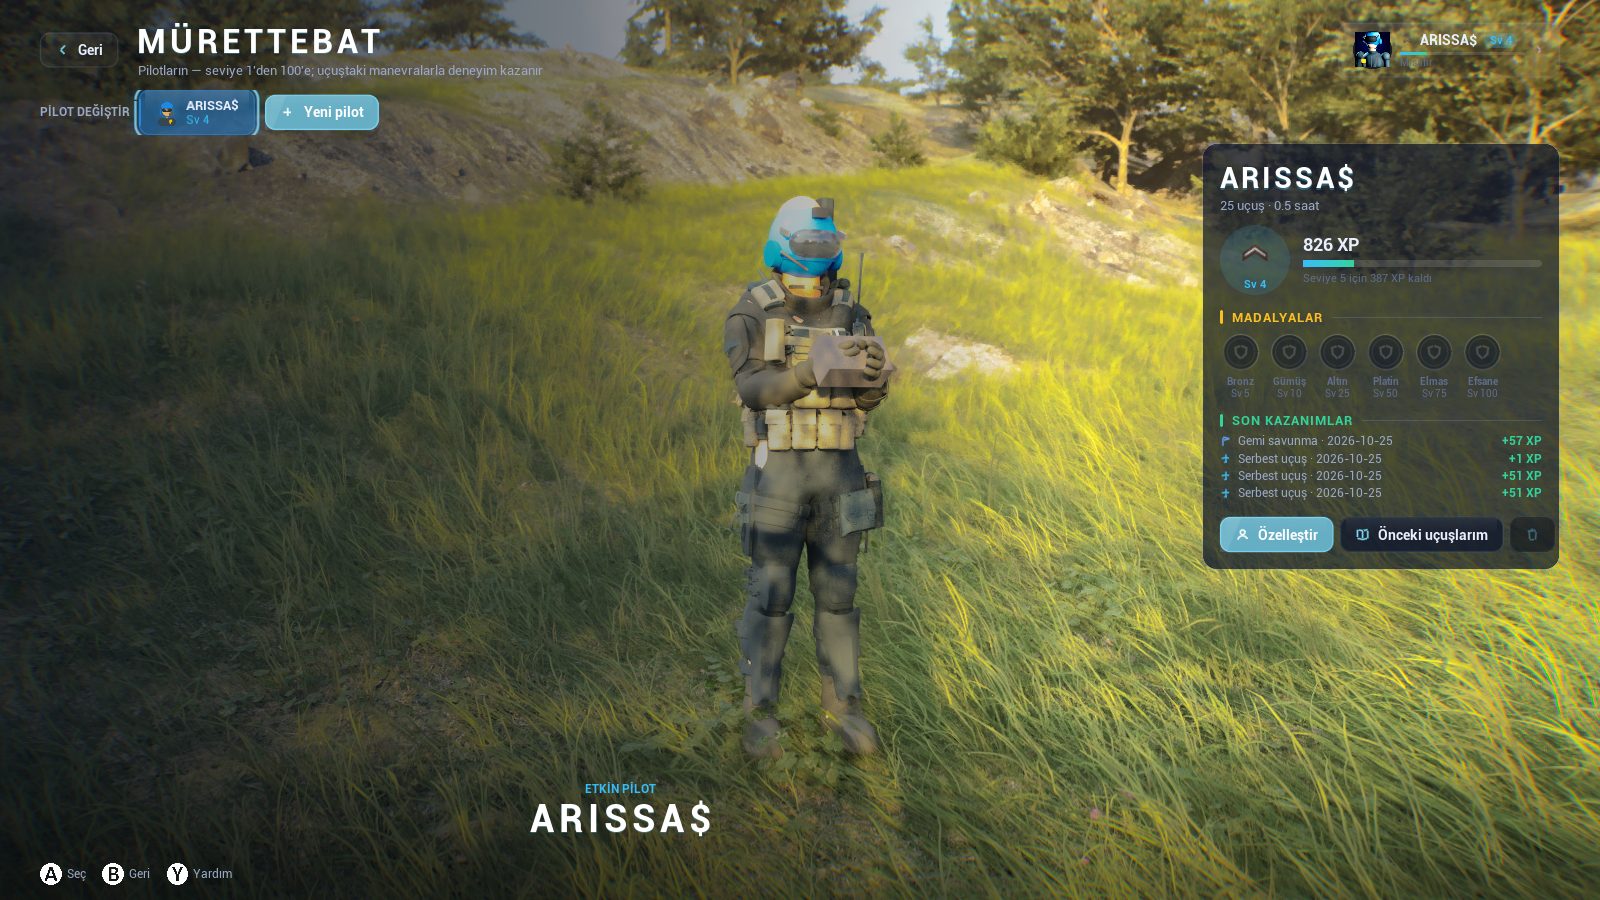 Geri
MÜRETTEBAT
Pilotların — seviye 1'den 100'e; uçuştaki manevralarla deneyim kazanır
PİLOT DEĞİŞTİR
ARISSA$
Sv 4
+ Yeni pilot
ARISSA$ Sv 4
ARISSA$
25 uçuş · 0.5 saat
Sv 4
826 XP
Seviye 5 için 387 XP kaldı
MADALYALAR
Bronz Gümüş Altın Platin Elmas Efsane
Sv 5 Sv 10 Sv 25 Sv 50 Sv 75 Sv 100
SON KAZANIMLAR
Gemi savunma · 2026-10-25 +57 XP
Serbest uçuş · 2026-10-25 +1 XP
Serbest uçuş · 2026-10-25 +51 XP
Serbest uçuş · 2026-10-25 +51 XP
Özelleştir
Önceki uçuşlarım
ETKİN PİLOT
ARISSA$
A Seç B Geri Y Yardım